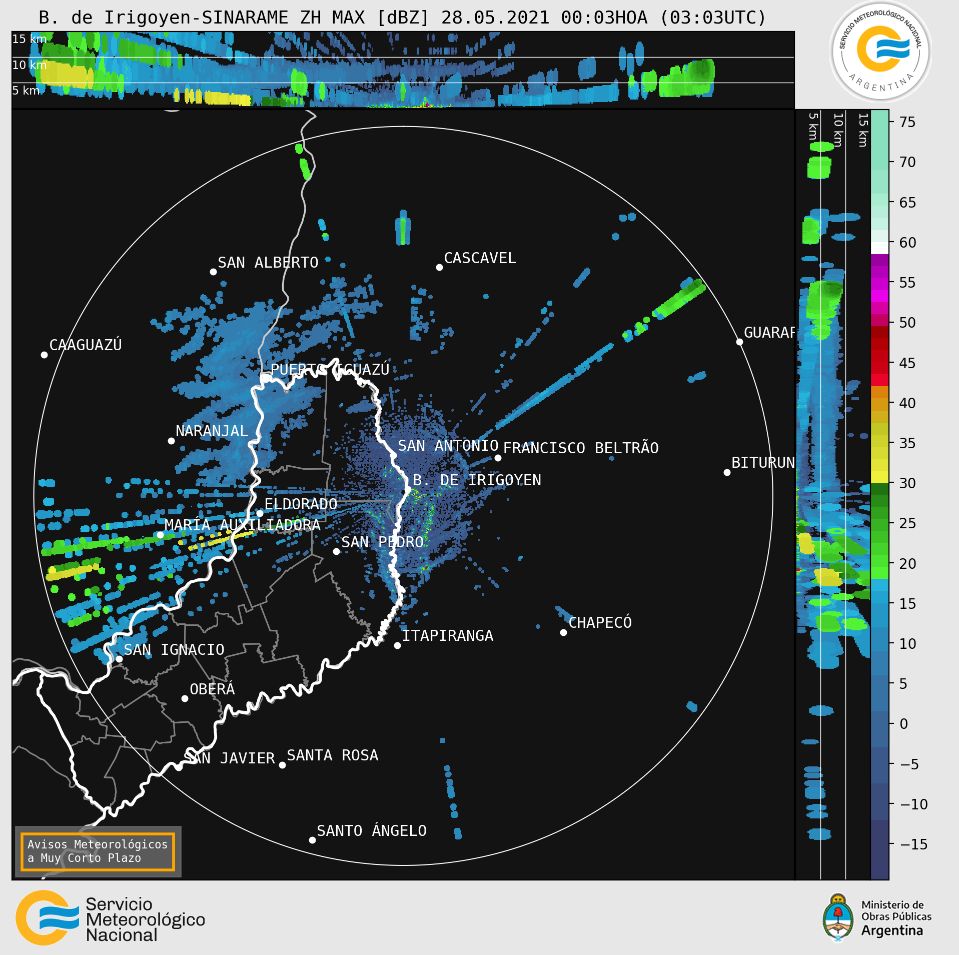 B. de Irigoyen-SINARAME ZH MAX [dBZ] 28.05.2021 00:03HOA (03:03UTC)
SERVICIO METEOROLÓGICO NACIONAL
ARGENTINA
15 km
10 km
5 km
5 km
10 km
15 km
75
70
65
60
55
50
45
40
35
30
25
20
15
10
5
0
−5
−10
−15
SAN ALBERTO
CASCAVEL
CAAGUAZÚ
GUARAP
PUERTO IGUAZÚ
NARANJAL
SAN ANTONIO
FRANCISCO BELTRÃO
BITURUN
B. DE IRIGOYEN
ELDORADO
MARÍA AUXILIADORA
SAN PEDRO
CHAPECÓ
ITAPIRANGA
SAN IGNACIO
OBERÁ
SAN JAVIER
SANTA ROSA
SANTO ÁNGELO
Avisos Meteorológicos
a Muy Corto Plazo
Servicio
Meteorológico
Nacional
Ministerio de
Obras Públicas
Argentina